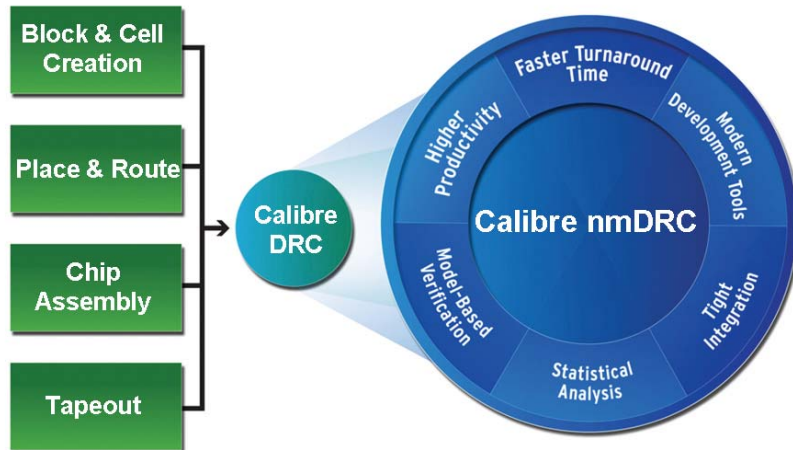 Block & Cell
Creation
Place & Route
Chip
Assembly
Tapeout
Calibre
DRC
Faster Turnaround
Time
Modern
Development Tools
Tight
Integration
Statistical
Analysis
Model-Based
Verification
Higher
Productivity
Calibre nmDRC